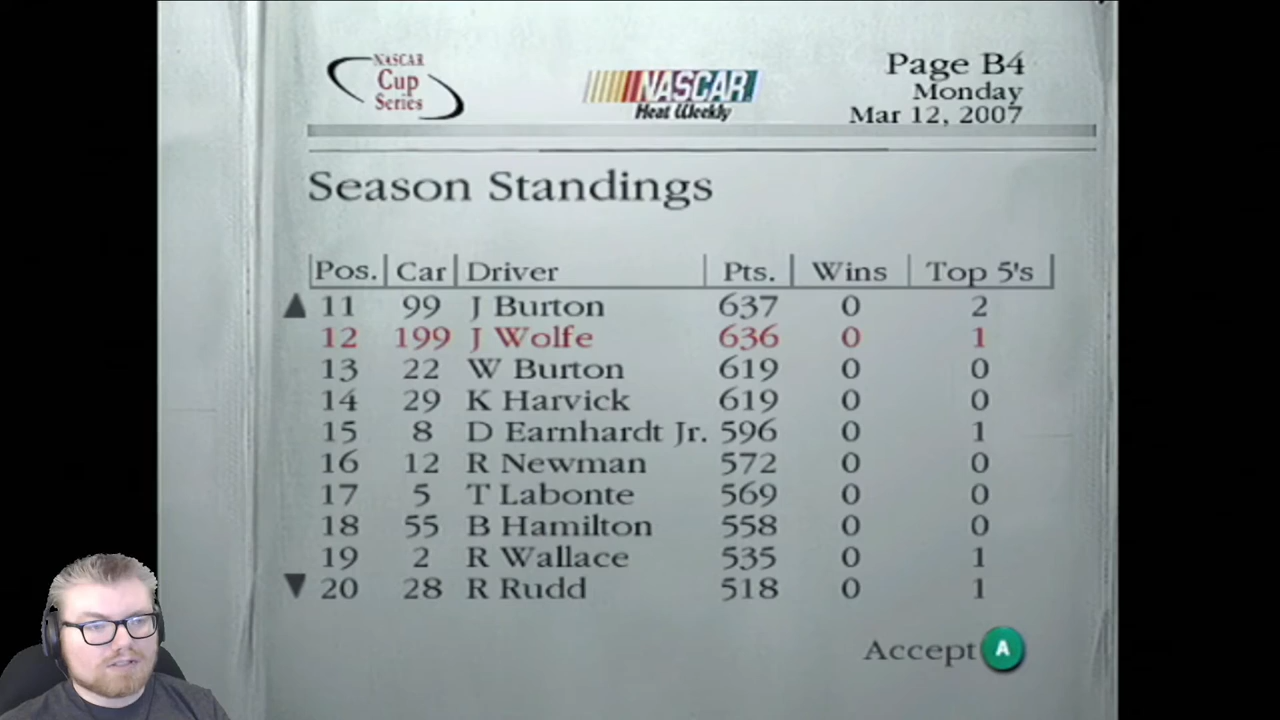 NASCAR
Cup
Series
NASCAR
Heat Weekly
Page B4
Monday
Mar 12, 2007
Season Standings
Pos. Car Driver Pts. Wins Top 5's
11 99 J Burton 637 0 2
12 199 J Wolfe 636 0 1
13 22 W Burton 619 0 0
14 29 K Harvick 619 0 0
15 8 D Earnhardt Jr. 596 0 1
16 12 R Newman 572 0 0
17 5 T Labonte 569 0 0
18 55 B Hamilton 558 0 0
19 2 R Wallace 535 0 1
20 28 R Rudd 518 0 1
Accept A